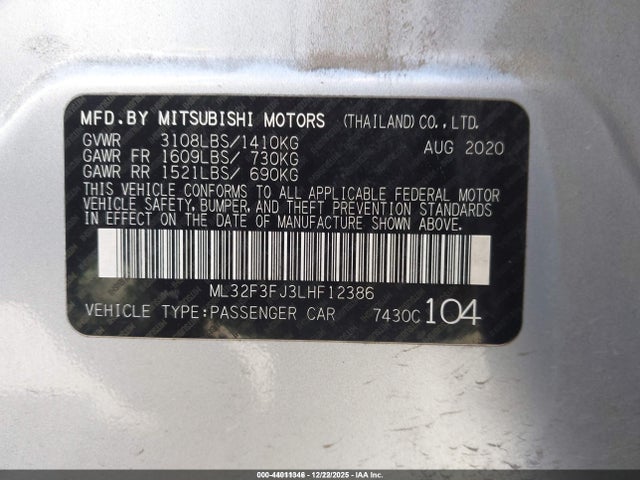 MFD.BY MITSUBISHI MOTORS (THAILAND) CO.,LTD.
GVWR 3108LBS/1410KG AUG 2020
GAWR FR 1609LBS/ 730KG
GAWR RR 1521LBS/ 690KG
THIS VEHICLE CONFORMS TO ALL APPLICABLE FEDERAL MOTOR
VEHICLE SAFETY, BUMPER, AND THEFT PREVENTION STANDARDS
IN EFFECT ON THE DATE OF MANUFACTURE SHOWN ABOVE.
ML32F3FJ3LHF12386
VEHICLE TYPE:PASSENGER CAR 7430C 104
000-44011346 - 12/22/2025 - IAA Inc.